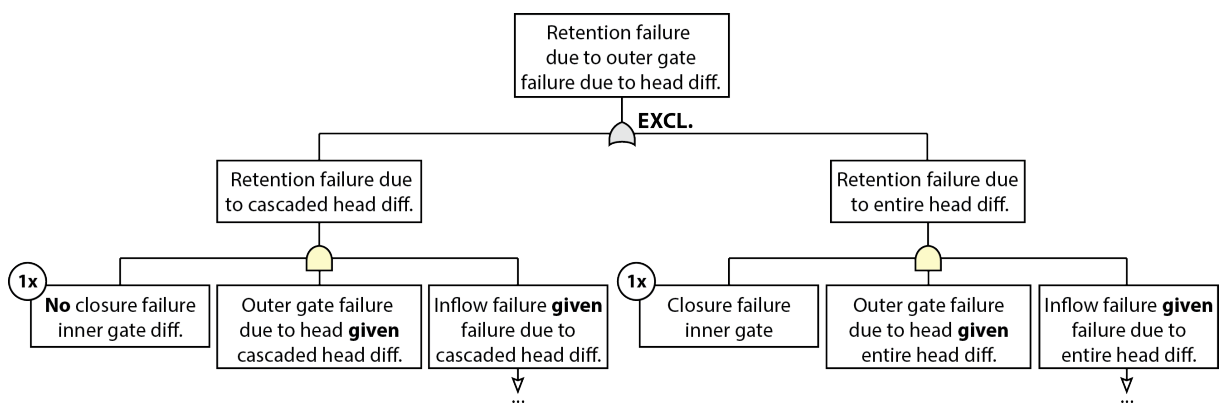 Retention failure
due to outer gate
failure due to head diff.
EXCL.
Retention failure due
to cascaded head diff.
Retention failure due
to entire head diff.
1x
No closure failure
inner gate diff.
Outer gate failure
due to head given
cascaded head diff.
Inflow failure given
failure due to
cascaded head diff.
...
1x
Closure failure
inner gate
Outer gate failure
due to head given
entire head diff.
Inflow failure given
failure due to
entire head diff.
...